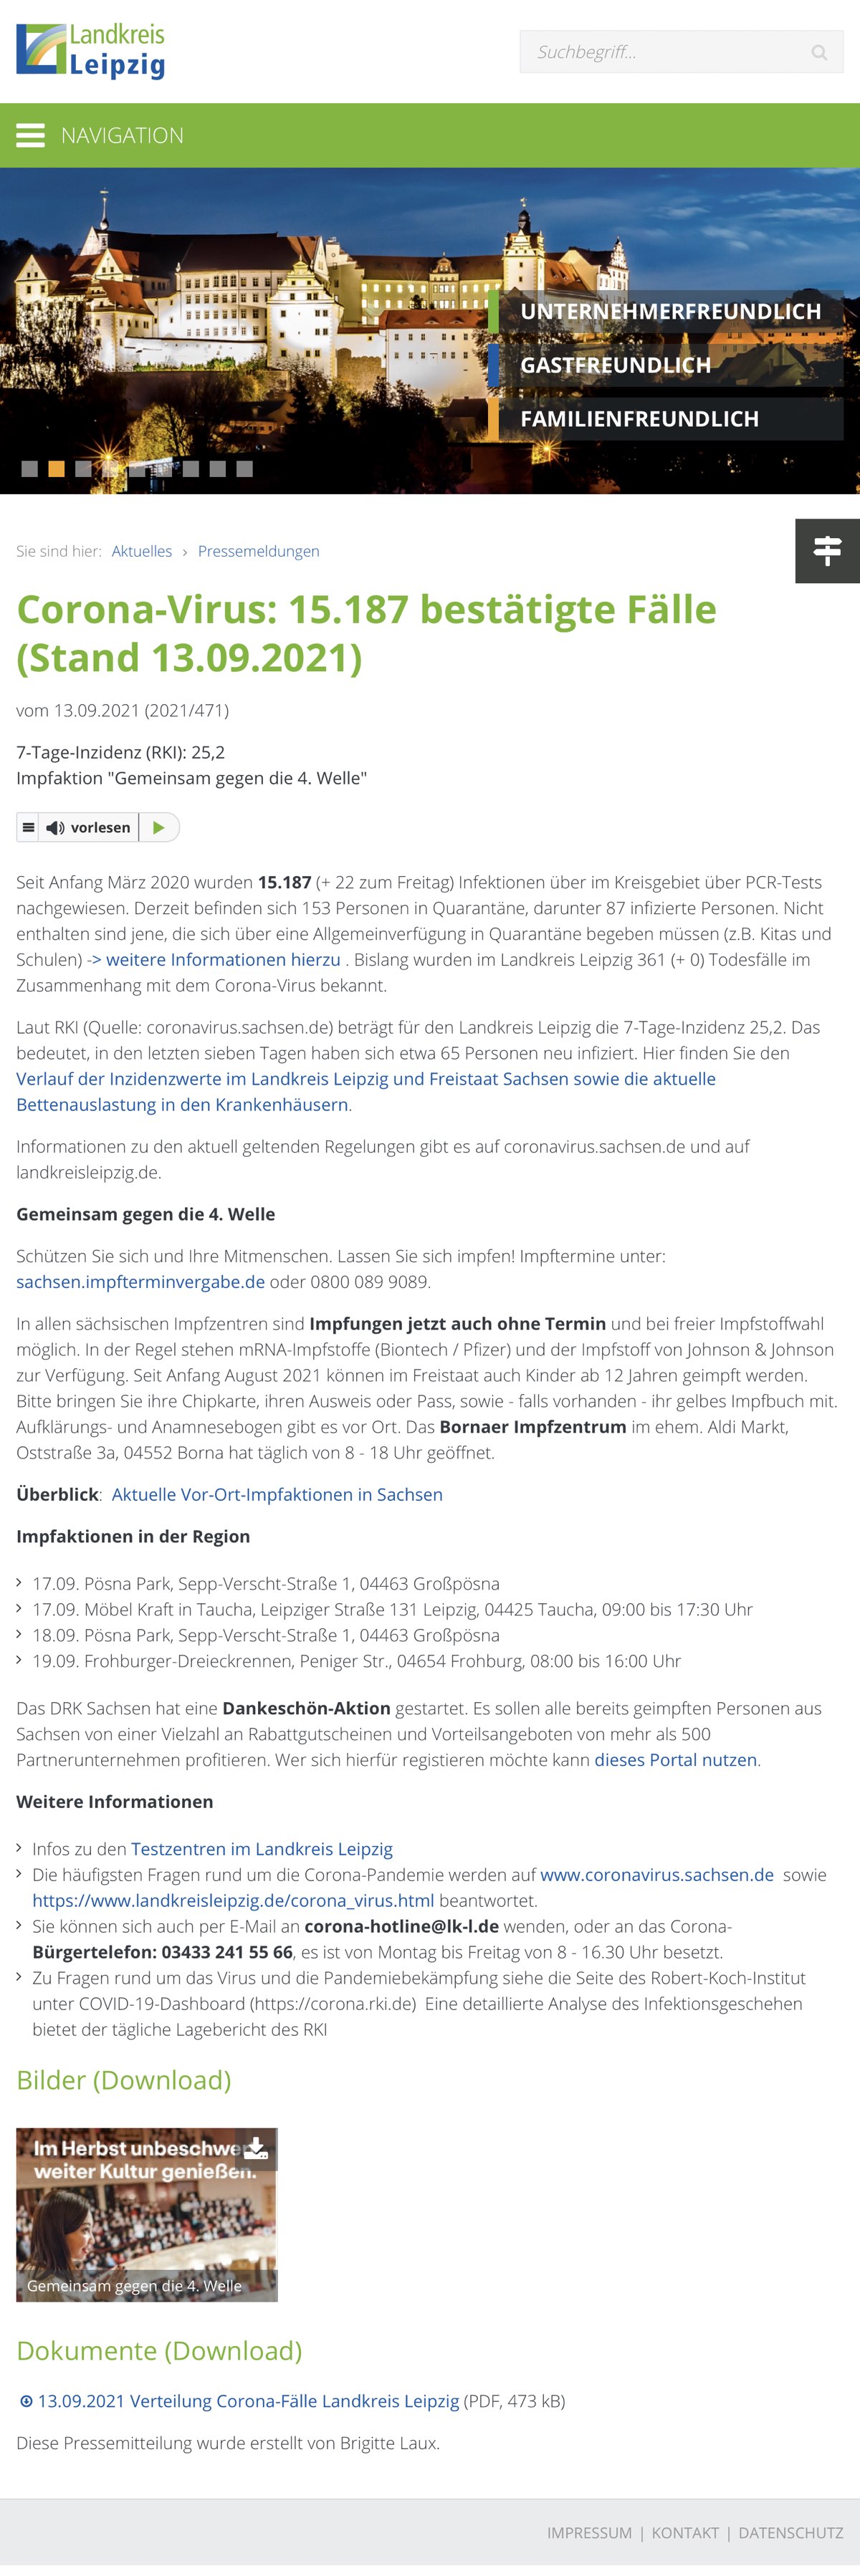 Landkreis
Leipzig
Suchbegriff...
NAVIGATION
UNTERNEHMERFREUNDLICH
GASTFREUNDLICH
FAMILIENFREUNDLICH
Sie sind hier: Aktuelles › Pressemeldungen
Corona-Virus: 15.187 bestätigte Fälle
(Stand 13.09.2021)
vom 13.09.2021 (2021/471)
7-Tage-Inzidenz (RKI): 25,2
Impfaktion "Gemeinsam gegen die 4. Welle"
vorlesen
Seit Anfang März 2020 wurden 15.187 (+ 22 zum Freitag) Infektionen über im Kreisgebiet über PCR-Tests
nachgewiesen. Derzeit befinden sich 153 Personen in Quarantäne, darunter 87 infizierte Personen. Nicht
enthalten sind jene, die sich über eine Allgemeinverfügung in Quarantäne begeben müssen (z.B. Kitas und
Schulen) -> weitere Informationen hierzu . Bislang wurden im Landkreis Leipzig 361 (+ 0) Todesfälle im
Zusammenhang mit dem Corona-Virus bekannt.
Laut RKI (Quelle: coronavirus.sachsen.de) beträgt für den Landkreis Leipzig die 7-Tage-Inzidenz 25,2. Das
bedeutet, in den letzten sieben Tagen haben sich etwa 65 Personen neu infiziert. Hier finden Sie den
Verlauf der Inzidenzwerte im Landkreis Leipzig und Freistaat Sachsen sowie die aktuelle
Bettenauslastung in den Krankenhäusern.
Informationen zu den aktuell geltenden Regelungen gibt es auf coronavirus.sachsen.de und auf
landkreisleipzig.de.
Gemeinsam gegen die 4. Welle
Schützen Sie sich und Ihre Mitmenschen. Lassen Sie sich impfen! Impftermine unter:
sachsen.impfterminvergabe.de oder 0800 089 9089.
In allen sächsischen Impfzentren sind Impfungen jetzt auch ohne Termin und bei freier Impfstoffwahl
möglich. In der Regel stehen mRNA-Impfstoffe (Biontech / Pfizer) und der Impfstoff von Johnson & Johnson
zur Verfügung. Seit Anfang August 2021 können im Freistaat auch Kinder ab 12 Jahren geimpft werden.
Bitte bringen Sie ihre Chipkarte, ihren Ausweis oder Pass, sowie - falls vorhanden - ihr gelbes Impfbuch mit.
Aufklärungs- und Anamnesebogen gibt es vor Ort. Das Bornaer Impfzentrum im ehem. Aldi Markt,
Oststraße 3a, 04552 Borna hat täglich von 8 - 18 Uhr geöffnet.
Überblick: Aktuelle Vor-Ort-Impfaktionen in Sachsen
Impfaktionen in der Region
› 17.09. Pösna Park, Sepp-Verscht-Straße 1, 04463 Großpösna
› 17.09. Möbel Kraft in Taucha, Leipziger Straße 131 Leipzig, 04425 Taucha, 09:00 bis 17:30 Uhr
› 18.09. Pösna Park, Sepp-Verscht-Straße 1, 04463 Großpösna
› 19.09. Frohburger-Dreieckrennen, Peniger Str., 04654 Frohburg, 08:00 bis 16:00 Uhr
Das DRK Sachsen hat eine Dankeschön-Aktion gestartet. Es sollen alle bereits geimpften Personen aus
Sachsen von einer Vielzahl an Rabattgutscheinen und Vorteilsangeboten von mehr als 500
Partnerunternehmen profitieren. Wer sich hierfür registieren möchte kann dieses Portal nutzen.
Weitere Informationen
› Infos zu den Testzentren im Landkreis Leipzig
› Die häufigsten Fragen rund um die Corona-Pandemie werden auf www.coronavirus.sachsen.de sowie
https://www.landkreisleipzig.de/corona_virus.html beantwortet.
› Sie können sich auch per E-Mail an corona-hotline@lk-l.de wenden, oder an das Corona-
Bürgertelefon: 03433 241 55 66, es ist von Montag bis Freitag von 8 - 16.30 Uhr besetzt.
› Zu Fragen rund um das Virus und die Pandemiebekämpfung siehe die Seite des Robert-Koch-Institut
unter COVID-19-Dashboard (https://corona.rki.de) Eine detaillierte Analyse des Infektionsgeschehen
bietet der tägliche Lagebericht des RKI
Bilder (Download)
Im Herbst unbeschwe
weiter Kultur genießen.
Gemeinsam gegen die 4. Welle
Dokumente (Download)
13.09.2021 Verteilung Corona-Fälle Landkreis Leipzig (PDF, 473 kB)
Diese Pressemitteilung wurde erstellt von Brigitte Laux.
IMPRESSUM | KONTAKT | DATENSCHUTZ